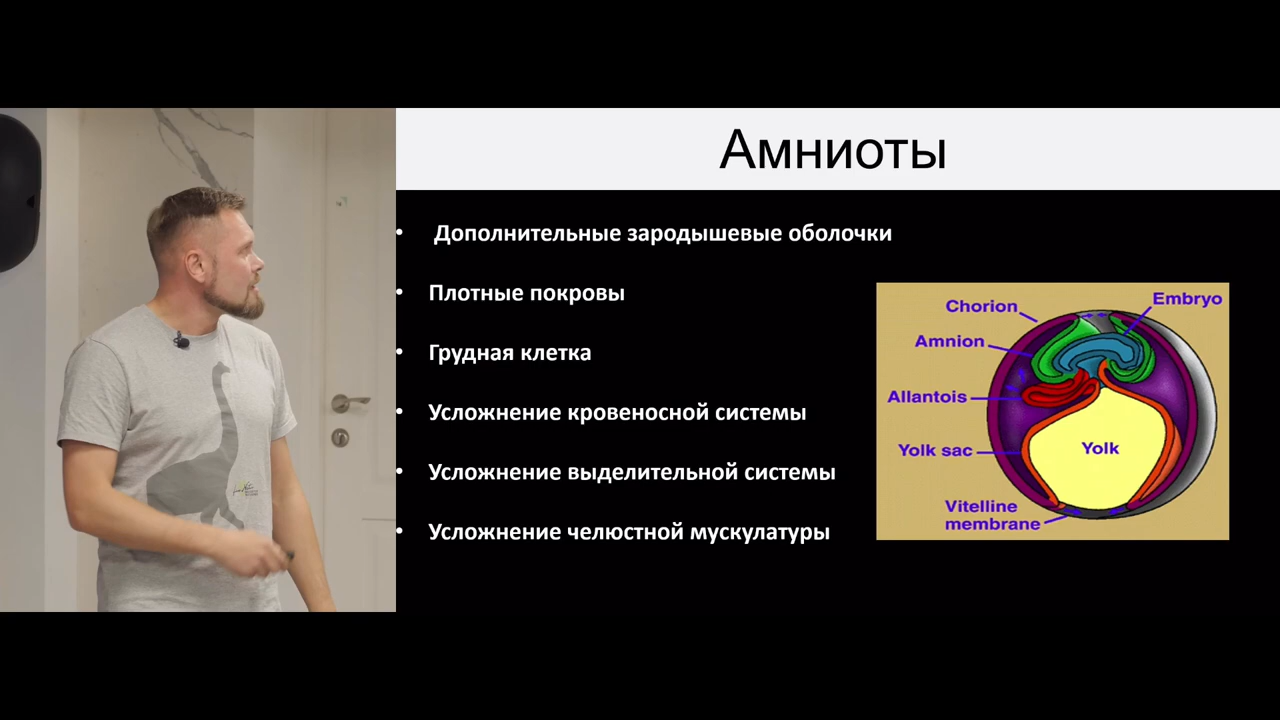 Амниоты
• Дополнительные зародышевые оболочки
• Плотные покровы
• Грудная клетка
• Усложнение кровеносной системы
• Усложнение выделительной системы
• Усложнение челюстной мускулатуры
Chorion
Embryo
Amnion
Allantois
Yolk sac
Yolk
Vitelline
membrane